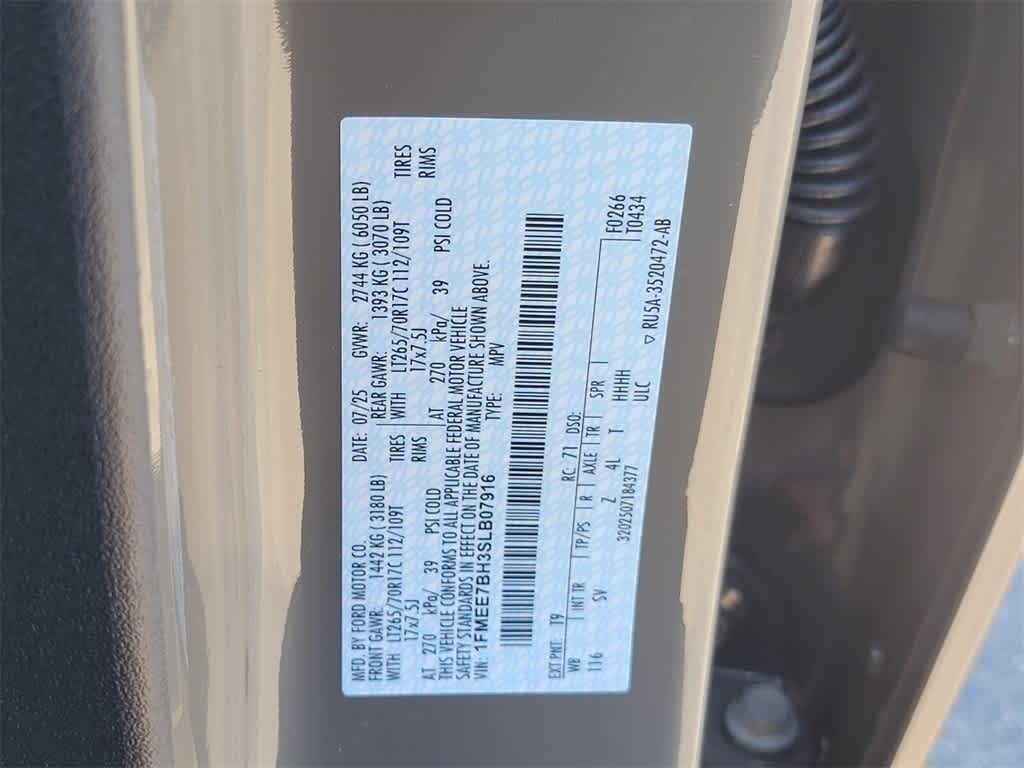 MFD. BY FORD MOTOR CO. DATE: 07/25 GVWR: 2744 KG ( 6050 LB)
FRONT GAWR: 1442 KG ( 3180 LB) REAR GAWR: 1393 KG ( 3070 LB)
WITH LT265/70R17C 112/109T TIRES WITH LT265/70R17C 112/109T TIRES
17x7.5J RIMS 17x7.5J RIMS
AT 270 kPa/ 39 PSI COLD AT 270 kPa/ 39 PSI COLD
THIS VEHICLE CONFORMS TO ALL APPLICABLE FEDERAL MOTOR VEHICLE
SAFETY STANDARDS IN EFFECT ON THE DATE OF MANUFACTURE SHOWN ABOVE.
VIN: 1FMEE7BH3SLB07916 TYPE: MPV
EXT PNT: T9 RC: 71 DSO: F0266
WB INT TR TP/PS R AXLE TR SPR T0434
116 SV Z 4L T HHHH
320250718437 ULC
▽ RU5A-3520472-AB